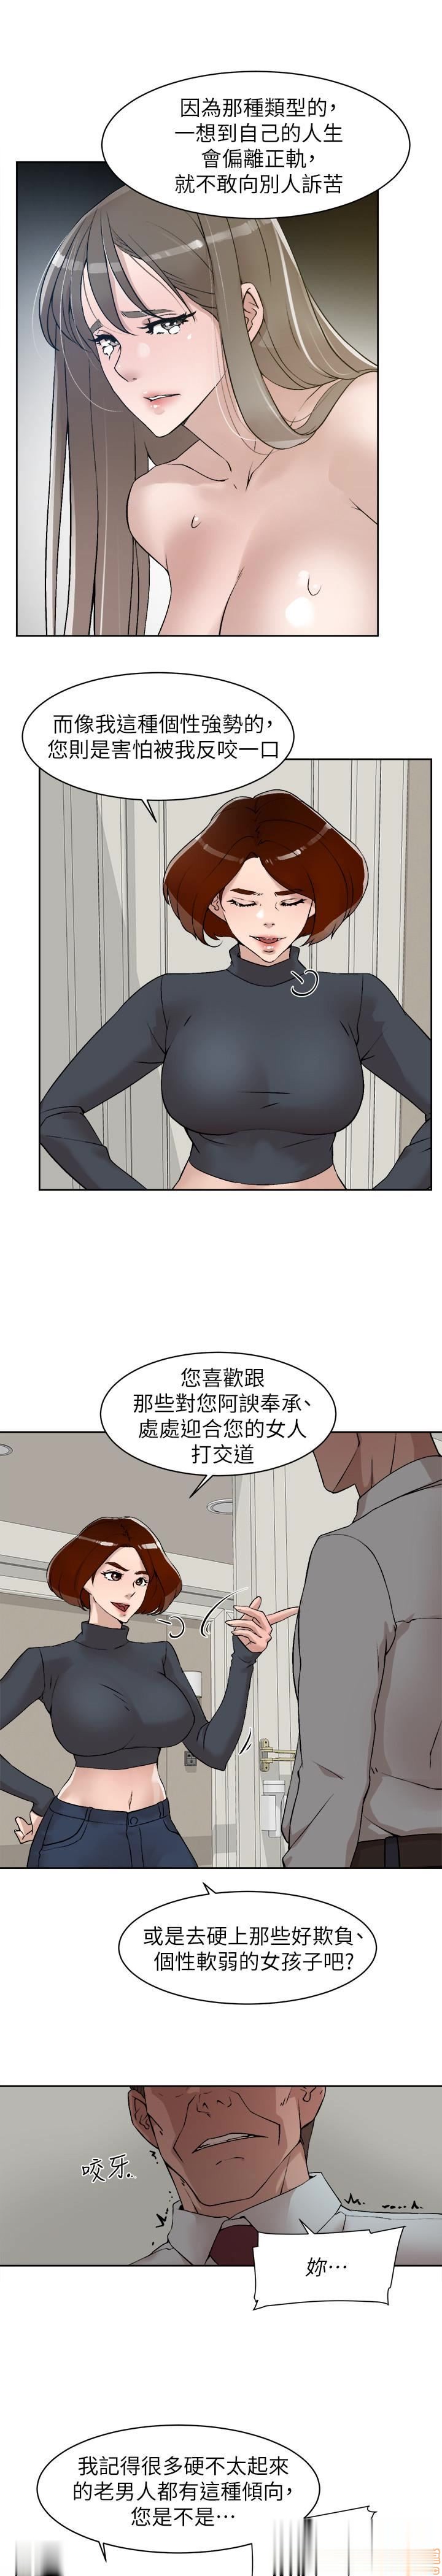 因為那種類型的，
一想到自己的人生
會偏離正軌，
就不敢向別人訴苦
而像我這種個性強勢的，
您則是害怕被我反咬一口
您喜歡跟
那些對您阿諛奉承、
處處迎合您的女人
打交道
或是去硬上那些好欺負、
個性軟弱的女孩子吧?
咬牙
妳⋯
我記得很多硬不太起來
的老男人都有這種傾向，
您是不是⋯